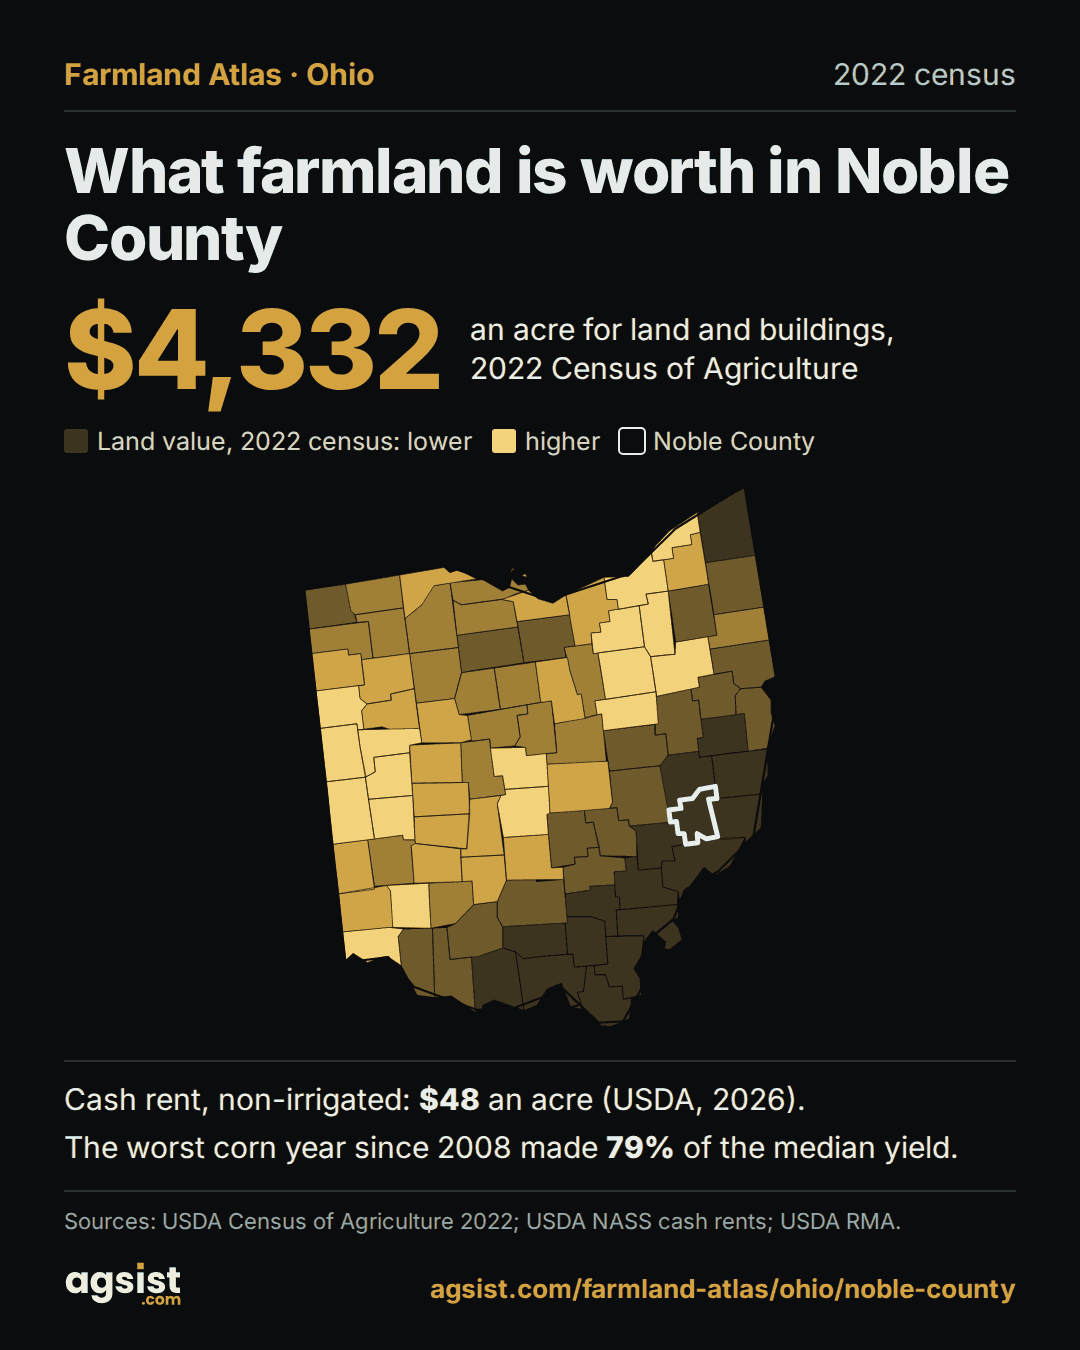 Farmland Atlas · Ohio
2022 census
What farmland is worth in Noble
County
$4,332
an acre for land and buildings,
2022 Census of Agriculture
Land value, 2022 census: lower
higher
Noble County
Cash rent, non-irrigated: $48 an acre (USDA, 2026).
The worst corn year since 2008 made 79% of the median yield.
Sources: USDA Census of Agriculture 2022; USDA NASS cash rents; USDA RMA.
agsist
.com
agsist.com/farmland-atlas/ohio/noble-county